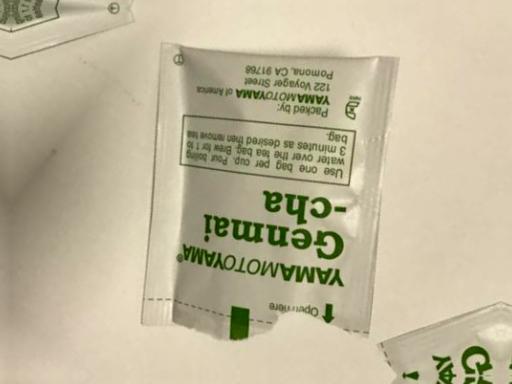 Open Here
YAMAMOTOYAMA®
Genmai
-cha
Use one bag per cup. Pour boiling
water over the tea bag. Brew for 1 to
3 minutes as desired then remove tea
bag.
Packed by:
YAMAMOTOYAMA of America
122 Voyager Street
Pomona, CA 91768